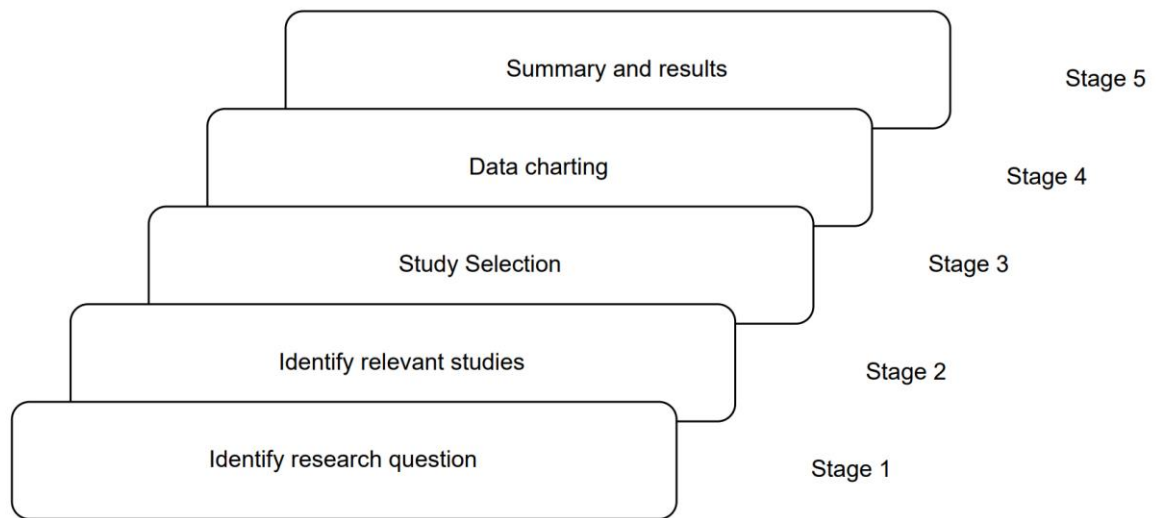 Summary and results
Stage 5
Data charting
Stage 4
Study Selection
Stage 3
Identify relevant studies
Stage 2
Identify research question
Stage 1